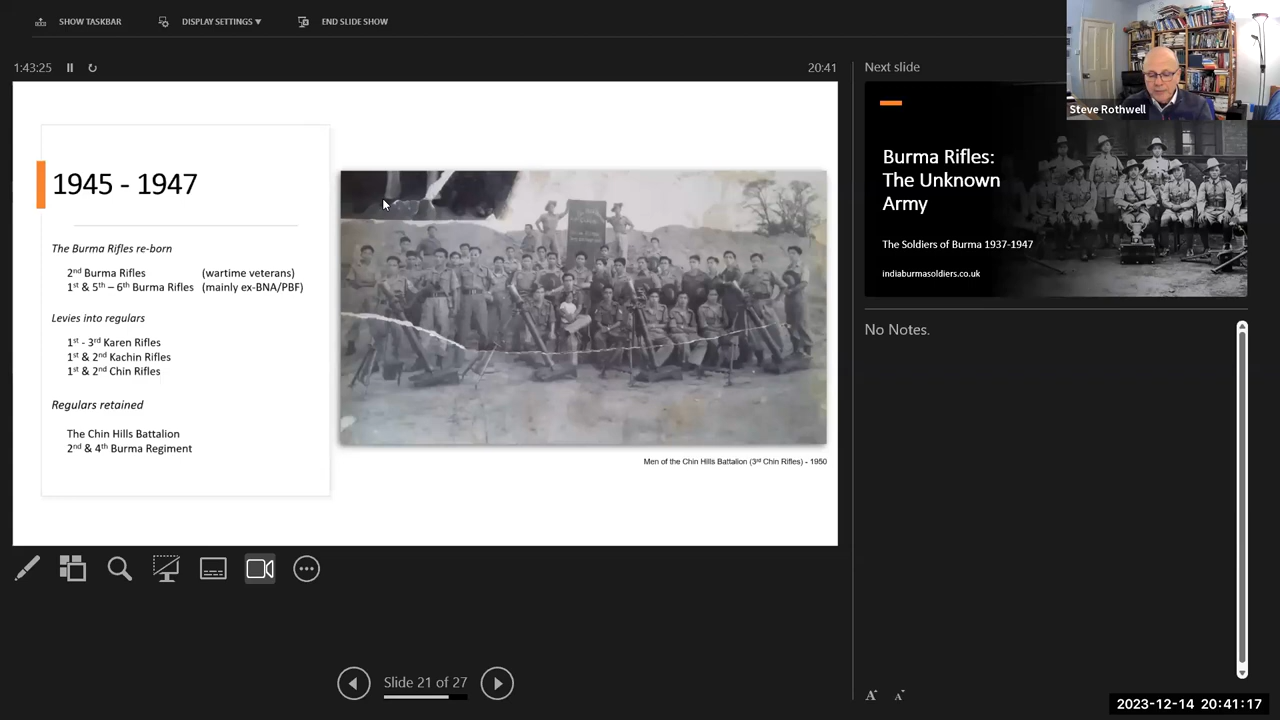 SHOW TASKBAR
DISPLAY SETTINGS ▼
END SLIDE SHOW
1:43:25
20:41
1945 - 1947
The Burma Rifles re-born
2nd Burma Rifles (wartime veterans)
1st & 5th – 6th Burma Rifles (mainly ex-BNA/PBF)
Levies into regulars
1st - 3rd Karen Rifles
1st & 2nd Kachin Rifles
1st & 2nd Chin Rifles
Regulars retained
The Chin Hills Battalion
2nd & 4th Burma Regiment
Men of the Chin Hills Battalion (3rd Chin Rifles) - 1950
Slide 21 of 27
Next slide
Burma Rifles:
The Unknown
Army
The Soldiers of Burma 1937-1947
indiaburmasoldiers.co.uk
No Notes.
Steve Rothwell
A A
2023-12-14 20:41:17